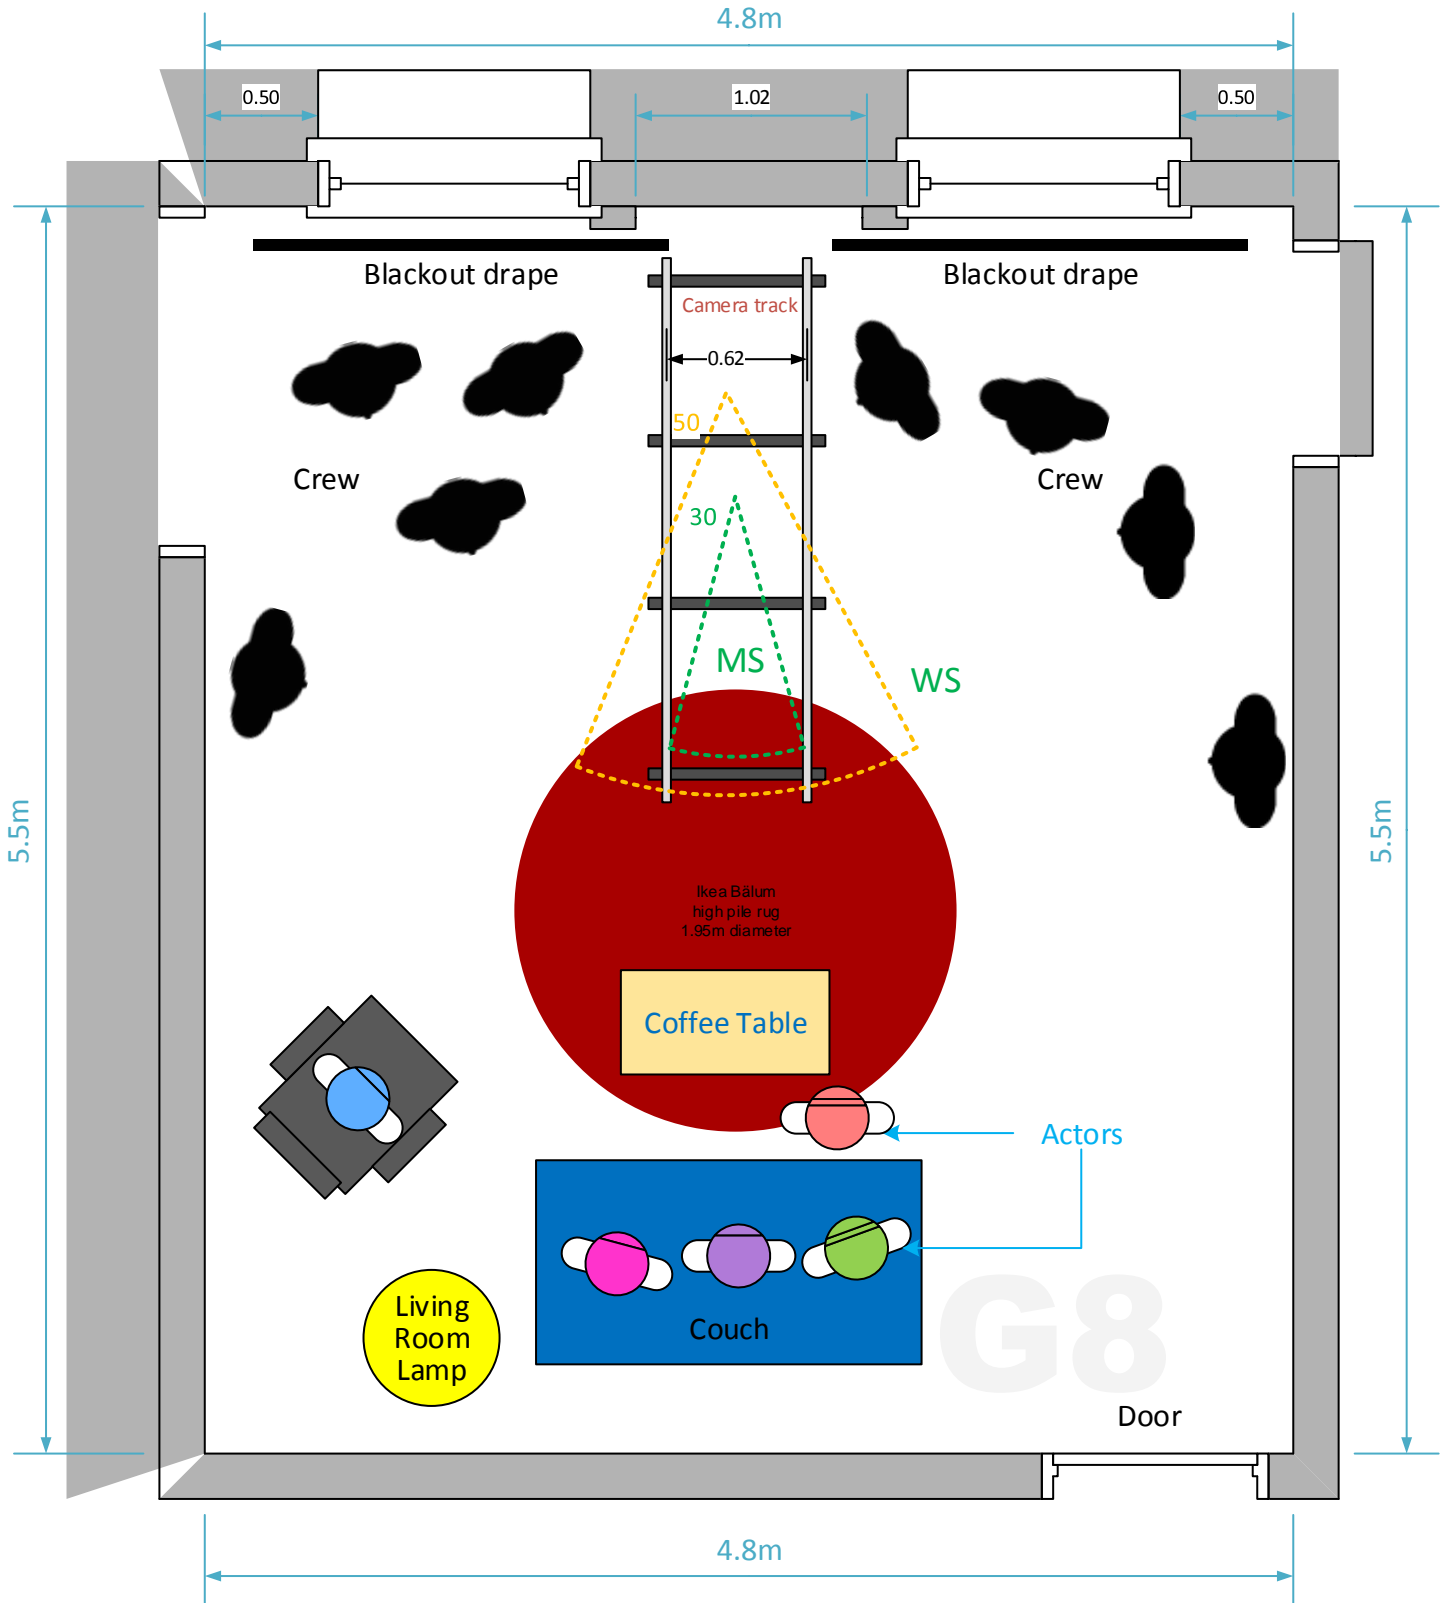 4.8m
0.50
1.02
0.50
Blackout drape
Blackout drape
Camera track
0.62
50
Crew
Crew
30
MS
WS
5.5m
5.5m
Ikea Bälum
high pile rug
1.95m diameter
Coffee Table
Actors
Living
Room
Lamp
Couch
G8
Door
4.8m